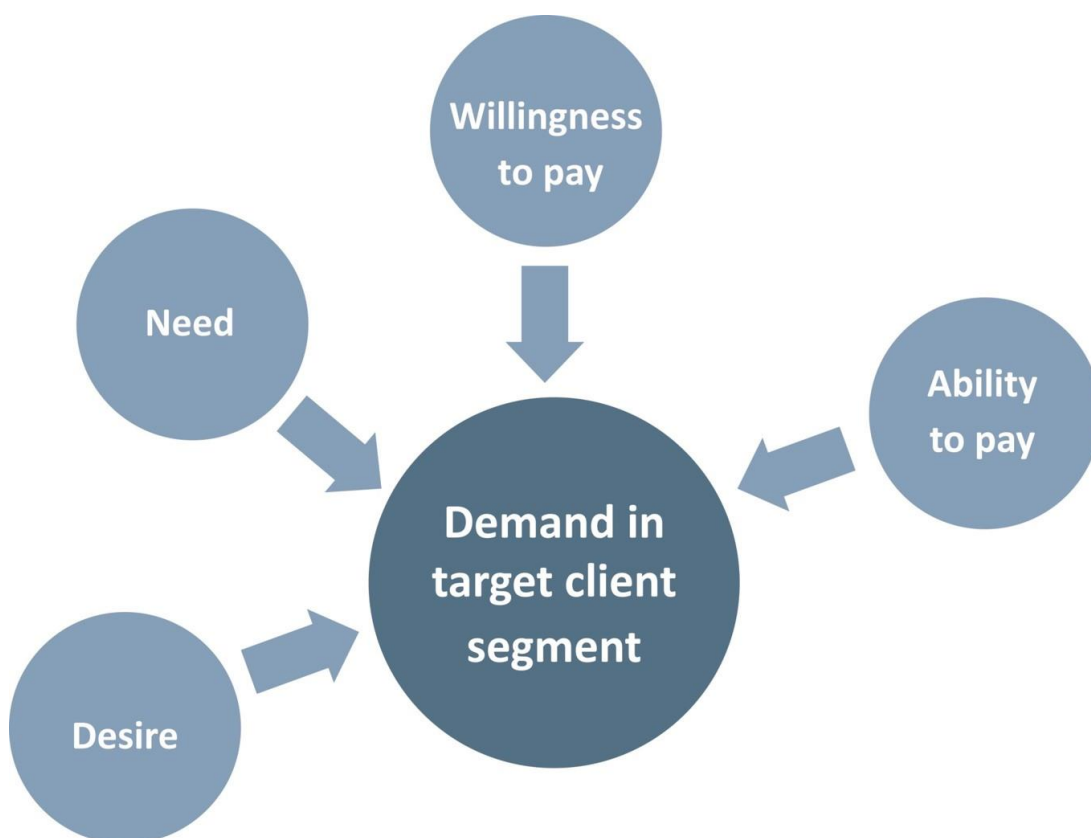 Willingness
to pay
Need
Ability
to pay
Demand in
target client
segment
Desire